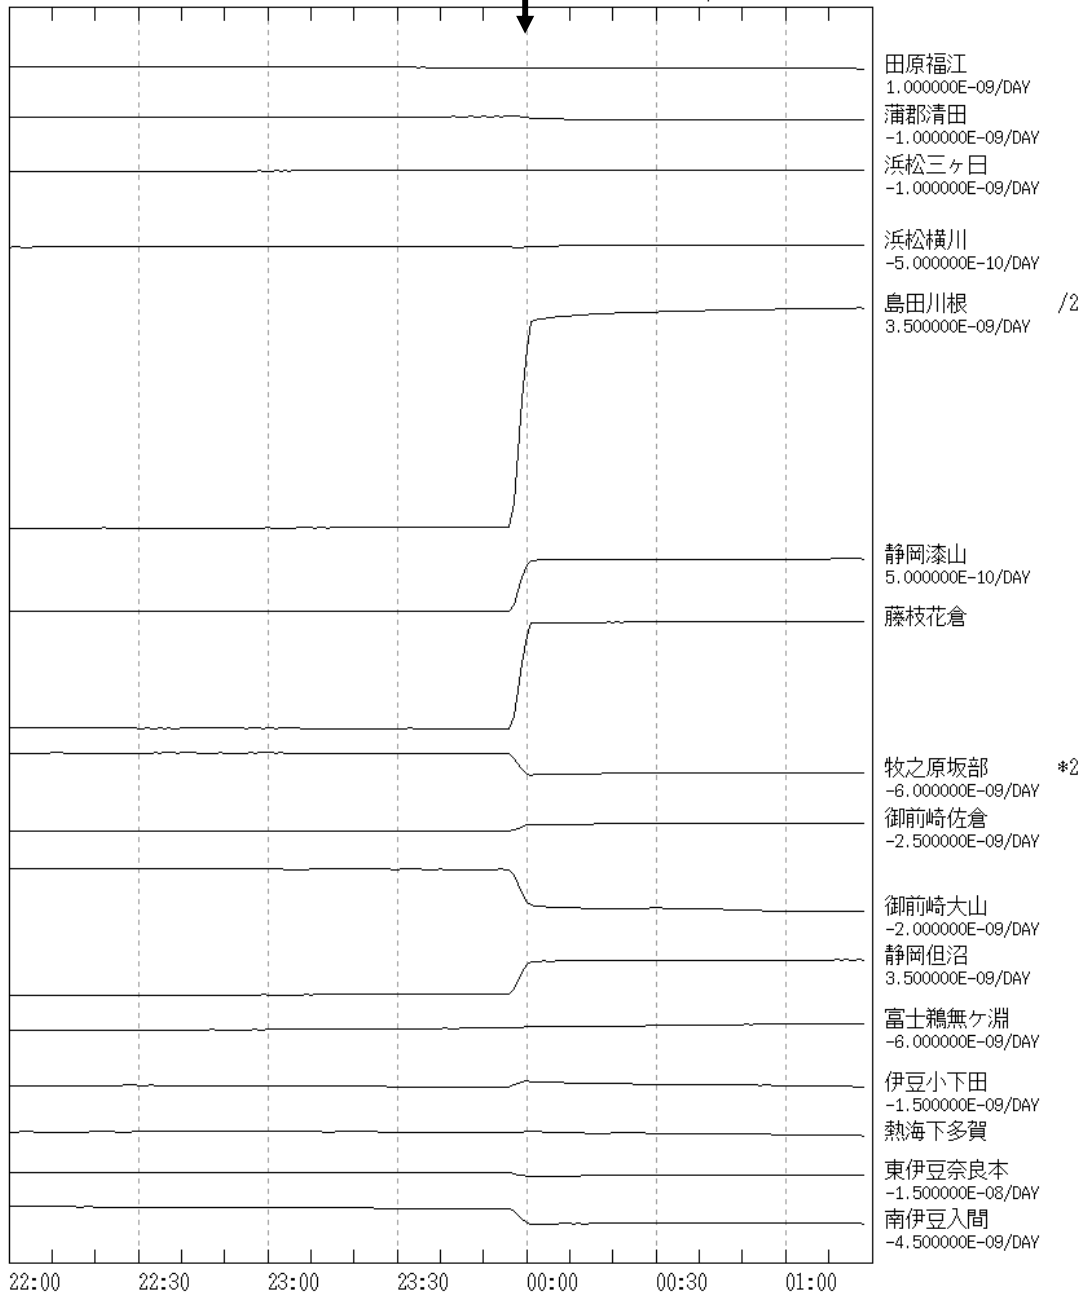 田原福江
1.000000E-09/DAY
蒲郡清田
-1.000000E-09/DAY
浜松三ヶ日
-1.000000E-09/DAY
浜松横川
-5.000000E-10/DAY
島田川根 /2
3.500000E-09/DAY
静岡漆山
5.000000E-10/DAY
藤枝花倉
牧之原坂部 *2
-6.000000E-09/DAY
御前崎佐倉
-2.500000E-09/DAY
御前崎大山
-2.000000E-09/DAY
静岡但沼
3.500000E-09/DAY
富士鵜無ケ淵
-6.000000E-09/DAY
伊豆小下田
-1.500000E-09/DAY
熱海下多賀
東伊豆奈良本
-1.500000E-08/DAY
南伊豆入間
-4.500000E-09/DAY
22:00 22:30 23:00 23:30 00:00 00:30 01:00